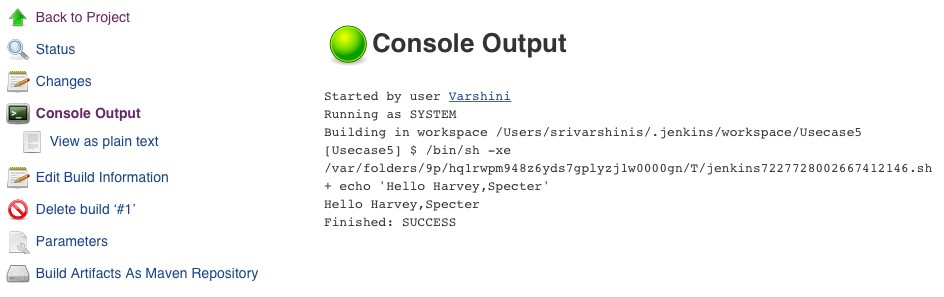 Back to Project
Status
Changes
Console Output
View as plain text
Edit Build Information
Delete build ‘#1’
Parameters
Build Artifacts As Maven Repository
Console Output
Started by user Varshini
Running as SYSTEM
Building in workspace /Users/srivarshinis/.jenkins/workspace/Usecase5
[Usecase5] $ /bin/sh -xe
/var/folders/9p/hq1rwpm948z6yds7gplyzjlw0000gn/T/jenkins7227728002667412146.sh
+ echo 'Hello Harvey,Specter'
Hello Harvey,Specter
Finished: SUCCESS